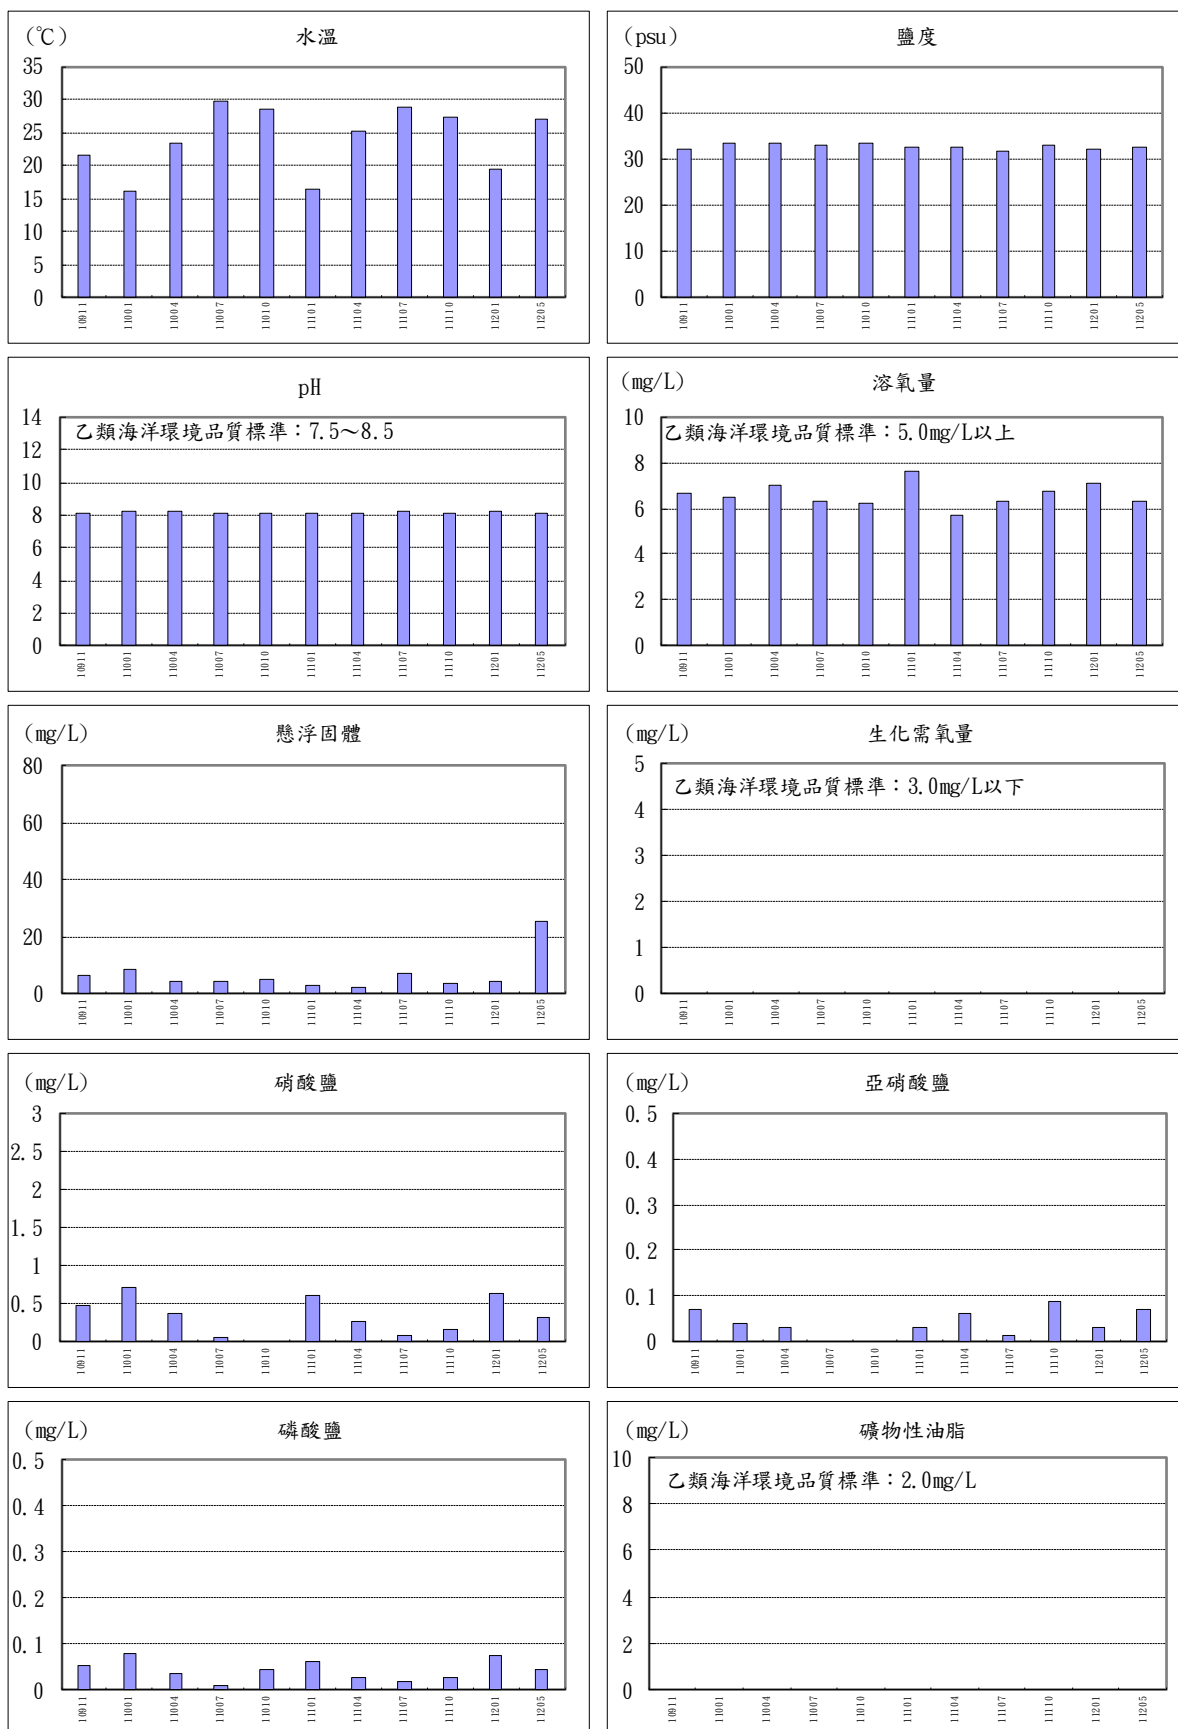 (℃) 水溫
35
30
25
20
15
10
5
0
10911 11001 11004 11007 11010 11101 11104 11107 11110 11201 11205
(psu) 鹽度
50
40
30
20
10
0
10911 11001 11004 11007 11010 11101 11104 11107 11110 11201 11205
pH
乙類海洋環境品質標準：7.5～8.5
14
12
10
8
6
4
2
0
10911 11001 11004 11007 11010 11101 11104 11107 11110 11201 11205
(mg/L) 溶氧量
乙類海洋環境品質標準：5.0mg/L以上
10
8
6
4
2
0
10911 11001 11004 11007 11010 11101 11104 11107 11110 11201 11205
(mg/L) 懸浮固體
80
60
40
20
0
10911 11001 11004 11007 11010 11101 11104 11107 11110 11201 11205
(mg/L) 生化需氧量
乙類海洋環境品質標準：3.0mg/L以下
5
4
3
2
1
0
10911 11001 11004 11007 11010 11101 11104 11107 11110 11201 11205
(mg/L) 硝酸鹽
3
2.5
2
1.5
1
0.5
0
10911 11001 11004 11007 11010 11101 11104 11107 11110 11201 11205
(mg/L) 亞硝酸鹽
0.5
0.4
0.3
0.2
0.1
0
10911 11001 11004 11007 11010 11101 11104 11107 11110 11201 11205
(mg/L) 磷酸鹽
0.5
0.4
0.3
0.2
0.1
0
10911 11001 11004 11007 11010 11101 11104 11107 11110 11201 11205
(mg/L) 礦物性油脂
乙類海洋環境品質標準：2.0mg/L
10
8
6
4
2
0
10911 11001 11004 11007 11010 11101 11104 11107 11110 11201 11205